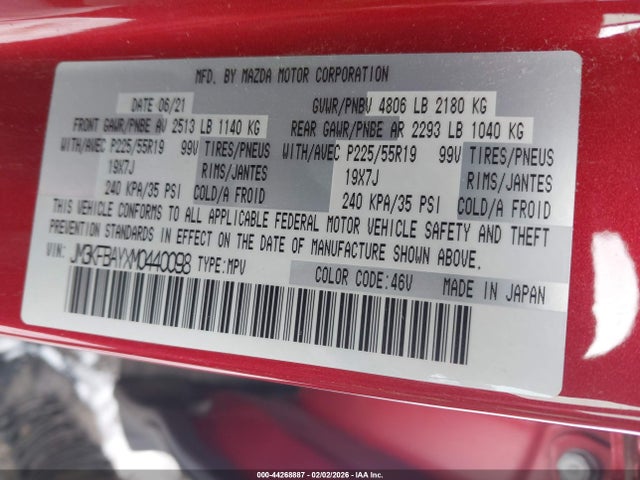 MFD. BY MAZDA MOTOR CORPORATION
DATE 06/21 GVWR/PNBV 4806 LB 2180 KG
FRONT GAWR/PNBE AV 2513 LB 1140 KG REAR GAWR/PNBE AR 2293 LB 1040 KG
WITH/AVEC P225/55R19 99V TIRES/PNEUS WITH/AVEC P225/55R19 99V TIRES/PNEUS
19X7J RIMS/JANTES 19X7J RIMS/JANTES
240 KPA/35 PSI COLD/A FROID 240 KPA/35 PSI COLD/A FROID
THIS VEHICLE CONFORMS TO ALL APPLICABLE FEDERAL MOTOR VEHICLE SAFETY AND THEFT
PREVENTION STANDARDS IN EFFECT ON THE DATE OF MANUFACTURE SHOWN ABOVE.
VIN: JM3KFBAYXM0440098 TYPE:MPV
COLOR CODE:46V MADE IN JAPAN
000-44268887 - 02/02/2026 - IAA Inc.